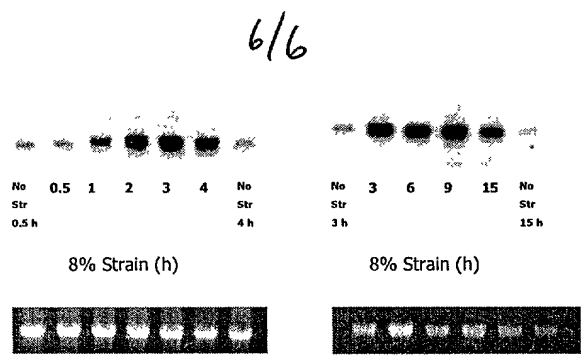 6/6
No 0.5 1 2 3 4 No
Str Str
0.5 h 4 h
8% Strain (h)
No 3 6 9 15 No
Str Str
3 h 15 h
8% Strain (h)